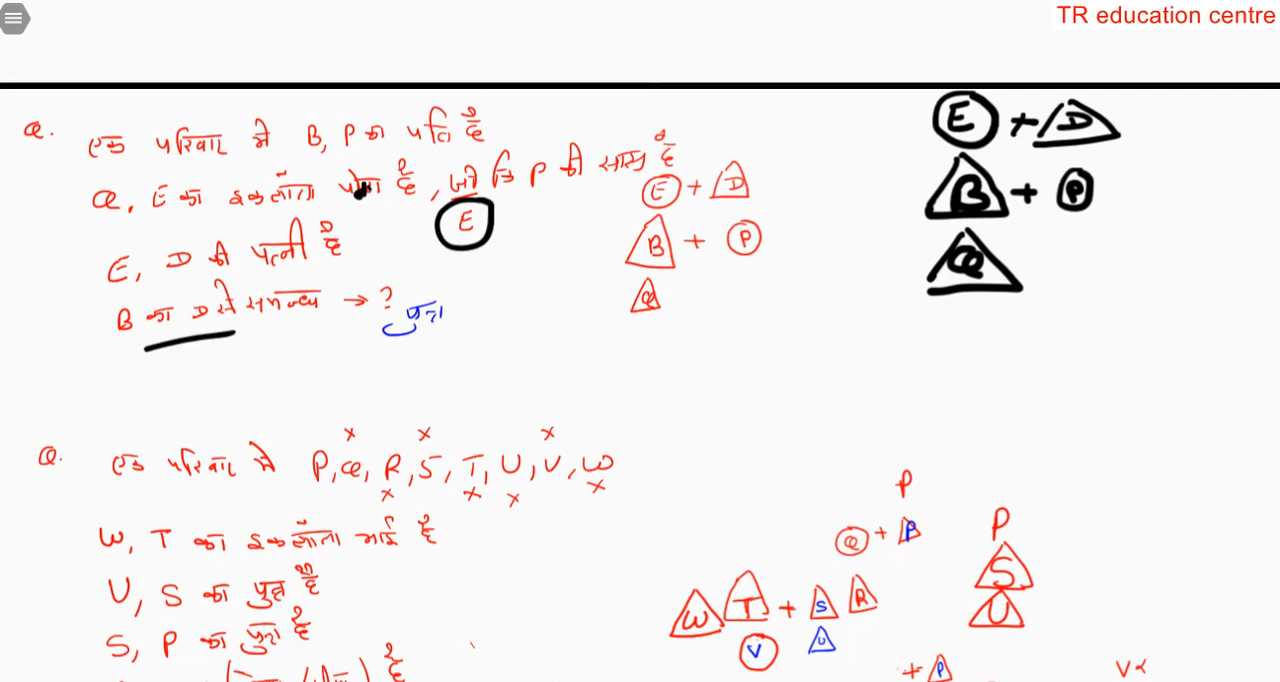 TR education centre
Q. एक परिवार मे B, P का पति है
Q, E का इकलौता पोता है, जो कि P की सास है
E
E, D की पत्नी है
B का D से सम्बन्ध → ? पुत्र
E + D
B + P
Q
E + D
B + P
Q
Q. एक परिवार मे P, Q, R, S, T, U, V, W
W, T का इकलौता भाई है
U, S का पुत्र है
S, P का पुत्र है
है
P
Q + P
W T + S R
V U
P
S
U
+ P
V